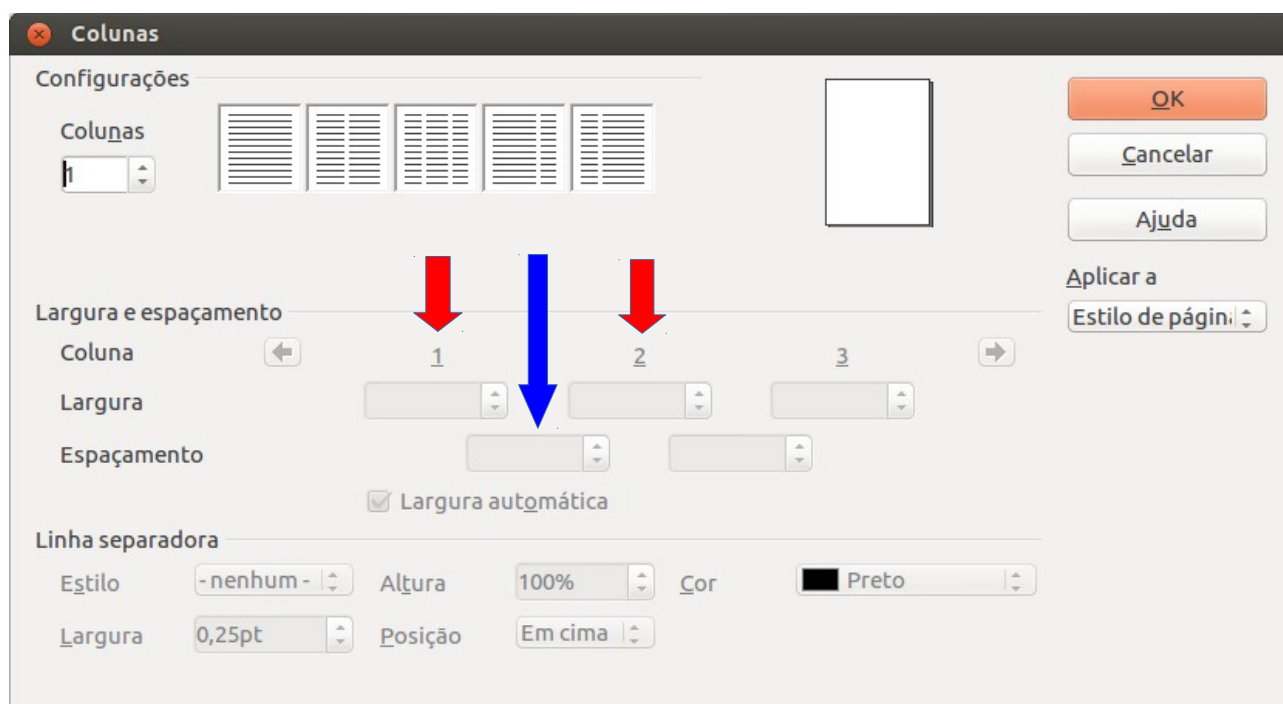 Colunas
Configurações
OK
Colunas
1
Cancelar
Ajuda
Aplicar a
Largura e espaçamento
Estilo de págin
Coluna 1 2 3
Largura
Espaçamento
Largura automática
Linha separadora
Estilo - nenhum - Altura 100% Cor Preto
Largura 0,25pt Posição Em cima